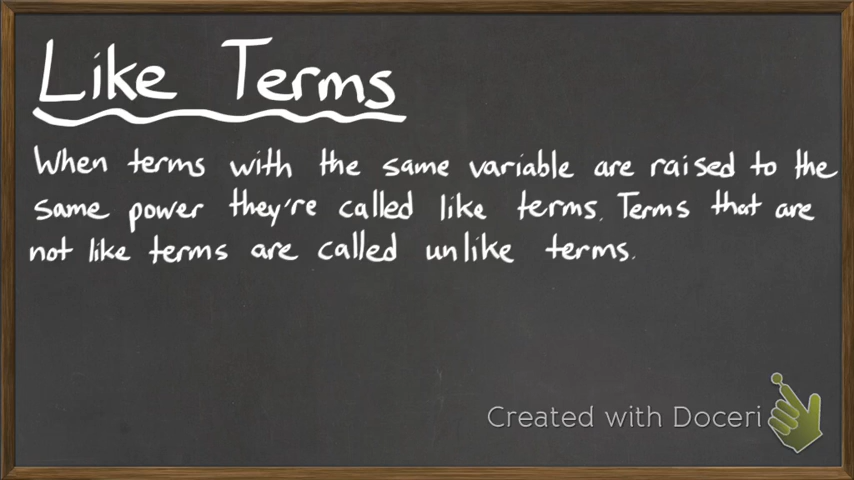 Like Terms
When terms with the same variable are raised to the
same power they're called like terms. Terms that are
not like terms are called unlike terms.
Created with Doceri